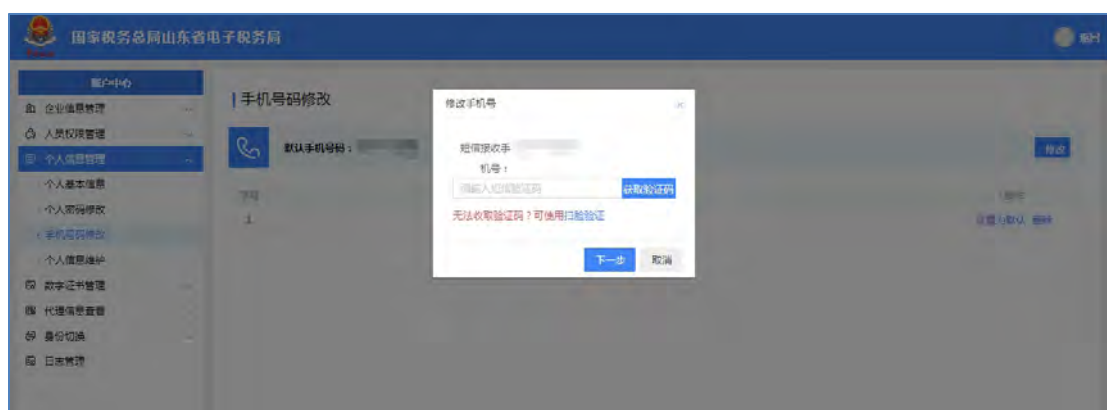 国家税务总局山东省电子税务局
账户中心
企业信息管理
人员权限管理
个人信息管理
个人基本信息
个人密码修改
手机号码修改
个人信息维护
数字证书管理
代理信息查看
身份切换
日志管理
手机号码修改
默认手机号码：
修改
序号
操作
1
设置为默认 删除
修改手机号
×
短信接收手
机号：
请输入短信验证码
获取验证码
无法收取验证码？可使用扫脸验证
下一步 取消